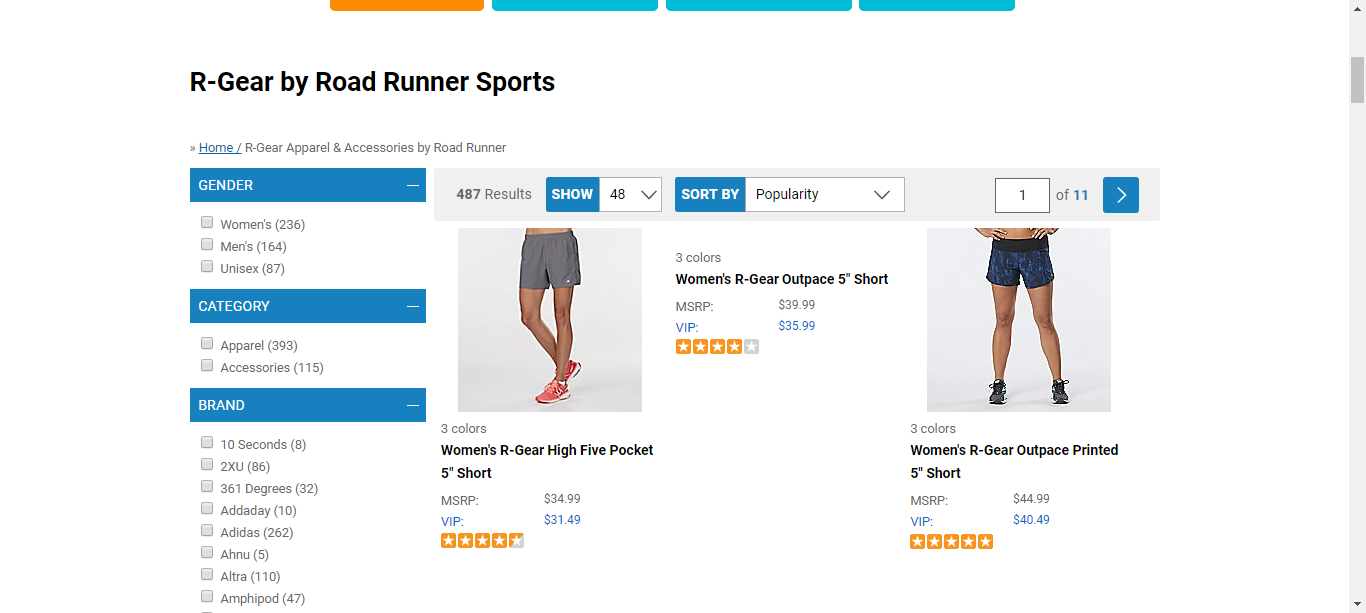 R-Gear by Road Runner Sports
» Home / R-Gear Apparel & Accessories by Road Runner
GENDER
Women's (236)
Men's (164)
Unisex (87)
CATEGORY
Apparel (393)
Accessories (115)
BRAND
10 Seconds (8)
2XU (86)
361 Degrees (32)
Addaday (10)
Adidas (262)
Ahnu (5)
Altra (110)
Amphipod (47)
487 Results SHOW 48 SORT BY Popularity 1 of 11
3 colors
Women's R-Gear High Five Pocket
5" Short
MSRP: $34.99
VIP: $31.49
3 colors
Women's R-Gear Outpace 5" Short
MSRP: $39.99
VIP: $35.99
3 colors
Women's R-Gear Outpace Printed
5" Short
MSRP: $44.99
VIP: $40.49